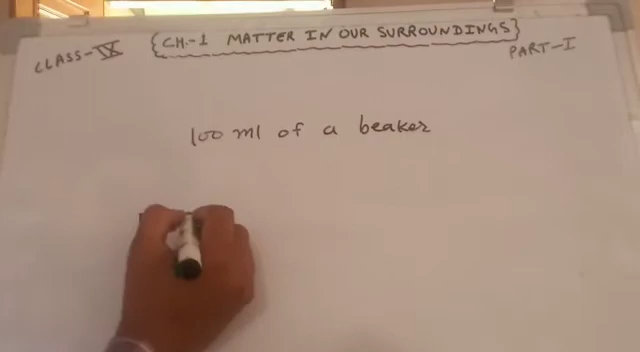 CLASS-IX {CH.-1 MATTER IN OUR SURROUNDINGS}
PART-I
100 ml of a beaker